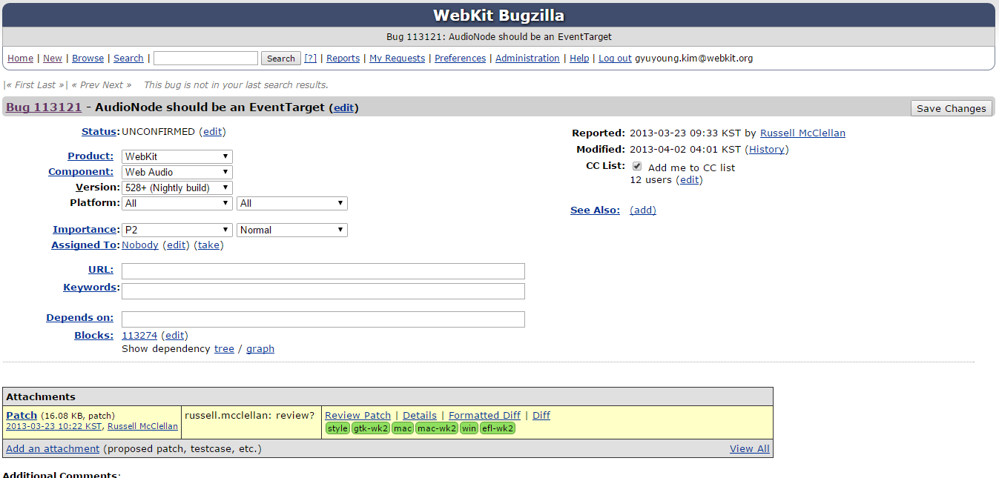 WebKit Bugzilla
Bug 113121: AudioNode should be an EventTarget
Home | New | Browse | Search | Search [?] | Reports | My Requests | Preferences | Administration | Help | Log out gyuyoung.kim@webkit.org
|« First Last »| « Prev Next » This bug is not in your last search results.
Bug 113121 - AudioNode should be an EventTarget (edit) Save Changes
Status: UNCONFIRMED (edit)
Product: WebKit
Component: Web Audio
Version: 528+ (Nightly build)
Platform: All All
Importance: P2 Normal
Assigned To: Nobody (edit) (take)
URL:
Keywords:
Depends on:
Blocks: 113274 (edit)
Show dependency tree / graph
Reported: 2013-03-23 09:33 KST by Russell McClellan
Modified: 2013-04-02 04:01 KST (History)
CC List: Add me to CC list
12 users (edit)
See Also: (add)
Attachments
Patch (16.08 KB, patch)
2013-03-23 10:22 KST, Russell McClellan
russell.mcclellan: review?
Review Patch | Details | Formatted Diff | Diff
style gtk-wk2 mac mac-wk2 win efl-wk2
Add an attachment (proposed patch, testcase, etc.) View All
Additional Comments: